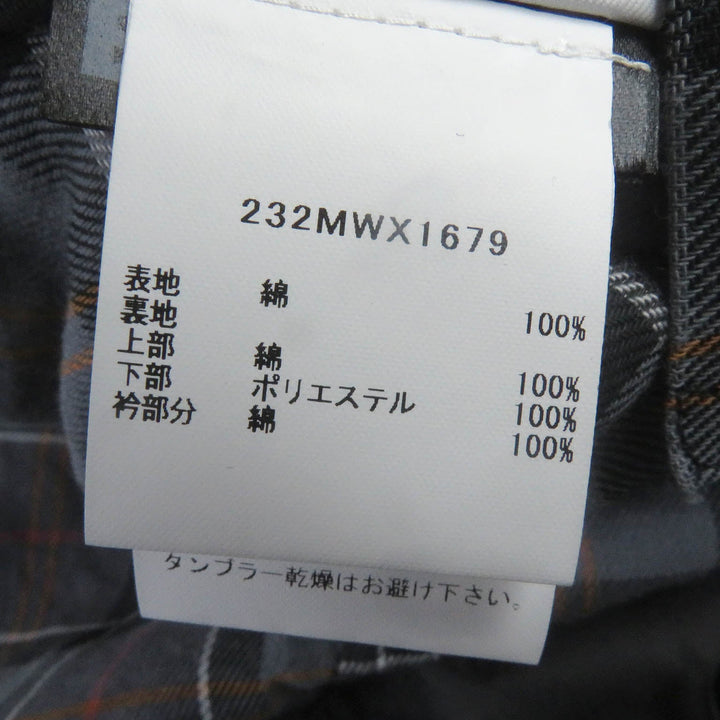 232MWX1679
表地 綿 100%
裏地
上部 綿 100%
下部 ポリエステル 100%
衿部分 綿 100%
タンブラー乾燥はお避け下さい。